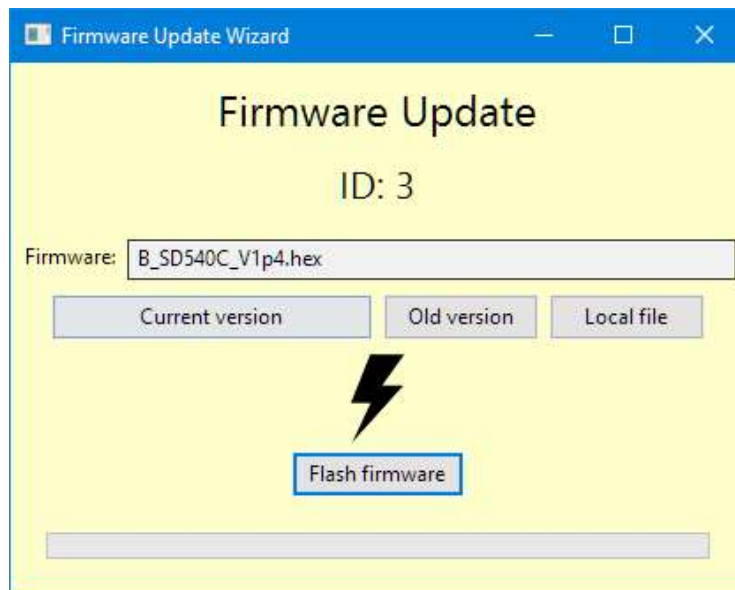 Firmware Update Wizard
Firmware Update
ID: 3
Firmware: B_SD540C_V1p4.hex
Current version Old version Local file
Flash firmware